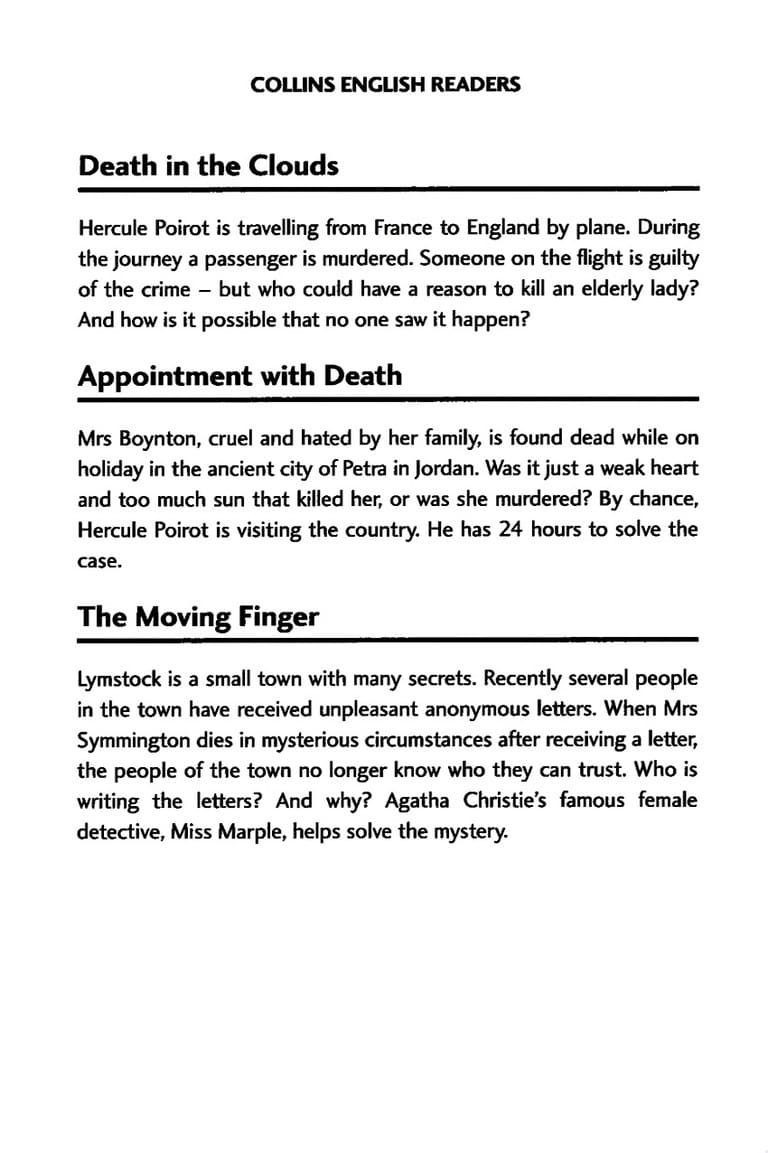 COLLINS ENGLISH READERS
Death in the Clouds
Hercule Poirot is travelling from France to England by plane. During
the journey a passenger is murdered. Someone on the flight is guilty
of the crime – but who could have a reason to kill an elderly lady?
And how is it possible that no one saw it happen?
Appointment with Death
Mrs Boynton, cruel and hated by her family, is found dead while on
holiday in the ancient city of Petra in Jordan. Was it just a weak heart
and too much sun that killed her, or was she murdered? By chance,
Hercule Poirot is visiting the country. He has 24 hours to solve the
case.
The Moving Finger
Lymstock is a small town with many secrets. Recently several people
in the town have received unpleasant anonymous letters. When Mrs
Symmington dies in mysterious circumstances after receiving a letter,
the people of the town no longer know who they can trust. Who is
writing the letters? And why? Agatha Christie's famous female
detective, Miss Marple, helps solve the mystery.